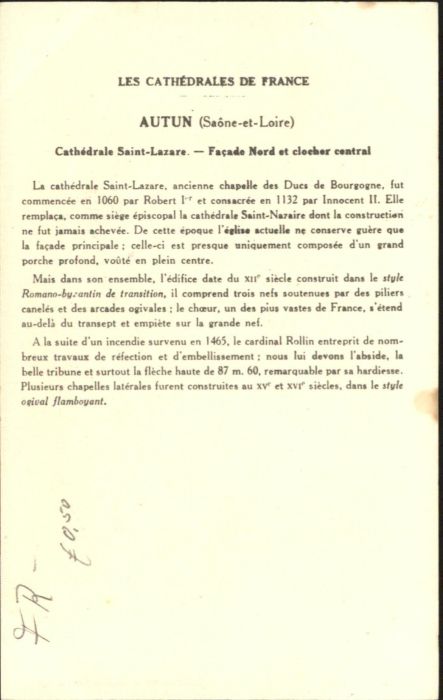 LES CATHÉDRALES DE FRANCE
AUTUN (Saône-et-Loire)
Cathédrale Saint-Lazare. — Façade Nord et clocher central
La cathédrale Saint-Lazare, ancienne chapelle des Ducs de Bourgogne, fut
commencée en 1060 par Robert Ier et consacrée en 1132 par Innocent II. Elle
remplaça, comme siège épiscopal la cathédrale Saint-Nazaire dont la construction
ne fut jamais achevée. De cette époque l'église actuelle ne conserve guère que
la façade principale ; celle-ci est presque uniquement composée d'un grand
porche profond, voûté en plein centre.
Mais dans son ensemble, l'édifice date du XIIe siècle construit dans le style
Romano-byzantin de transition, il comprend trois nefs soutenues par des piliers
canelés et des arcades ogivales ; le chœur, un des plus vastes de France, s'étend
au-delà du transept et empiète sur la grande nef.
A la suite d'un incendie survenu en 1465, le cardinal Rollin entreprit de nom-
breux travaux de réfection et d'embellissement ; nous lui devons l'abside, la
belle tribune et surtout la flèche haute de 87 m. 60, remarquable par sa hardiesse.
Plusieurs chapelles latérales furent construites au XVe et XVIe siècles, dans le style
ogival flamboyant.
FR -
£0.50